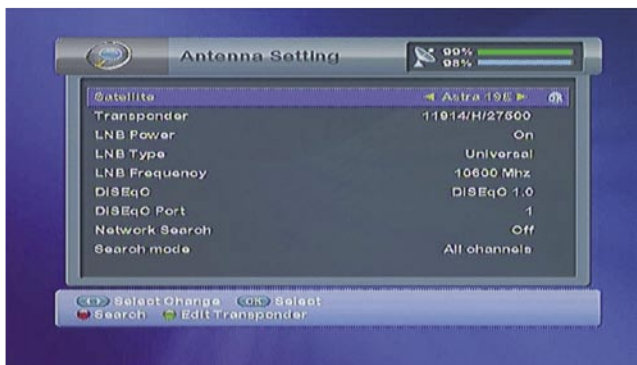 Antenna Setting
99%
98%
Satellite Astra 19E OK
Transponder 11914/H/27500
LNB Power On
LNB Type Universal
LNB Frequency 10600 Mhz
DiSEqC DiSEqC 1.0
DiSEqC Port 1
Network Search Off
Search mode All channels
Select Change OK Select
Search Edit Transponder